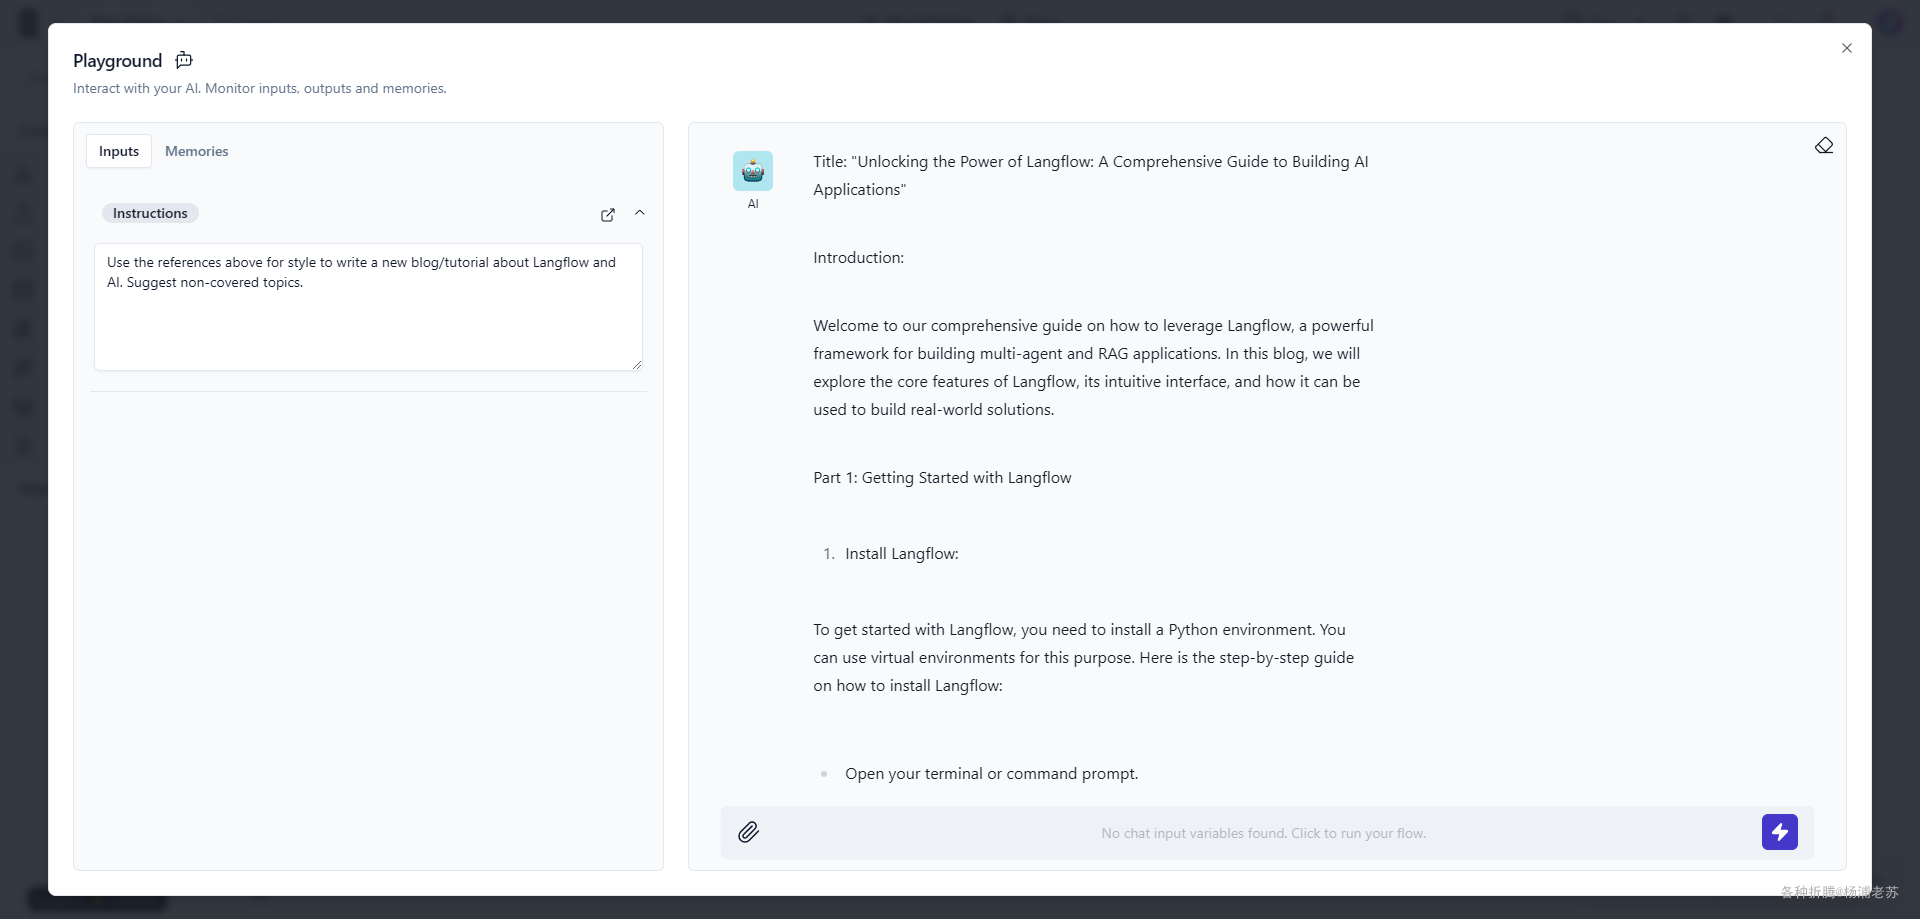 Playground
Interact with your AI. Monitor inputs, outputs and memories.
Inputs
Memories
Instructions
Use the references above for style to write a new blog/tutorial about Langflow and
AI. Suggest non-covered topics.
AI
Title: "Unlocking the Power of Langflow: A Comprehensive Guide to Building AI
Applications"
Introduction:
Welcome to our comprehensive guide on how to leverage Langflow, a powerful
framework for building multi-agent and RAG applications. In this blog, we will
explore the core features of Langflow, its intuitive interface, and how it can be
used to build real-world solutions.
Part 1: Getting Started with Langflow
1. Install Langflow:
To get started with Langflow, you need to install a Python environment. You
can use virtual environments for this purpose. Here is the step-by-step guide
on how to install Langflow:
Open your terminal or command prompt.
No chat input variables found. Click to run your flow.
各种折腾@杨浦老苏